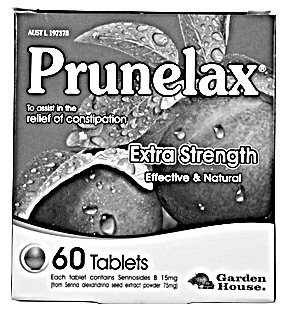 AUST L 197378
Prunelax®
To assist in the
relief of constipation
Extra Strength
Effective & Natural
60 Tablets
Each tablet contains Sennosides B 15mg
(from Senna alexandrina seed extract powder 75mg)
Garden
House®